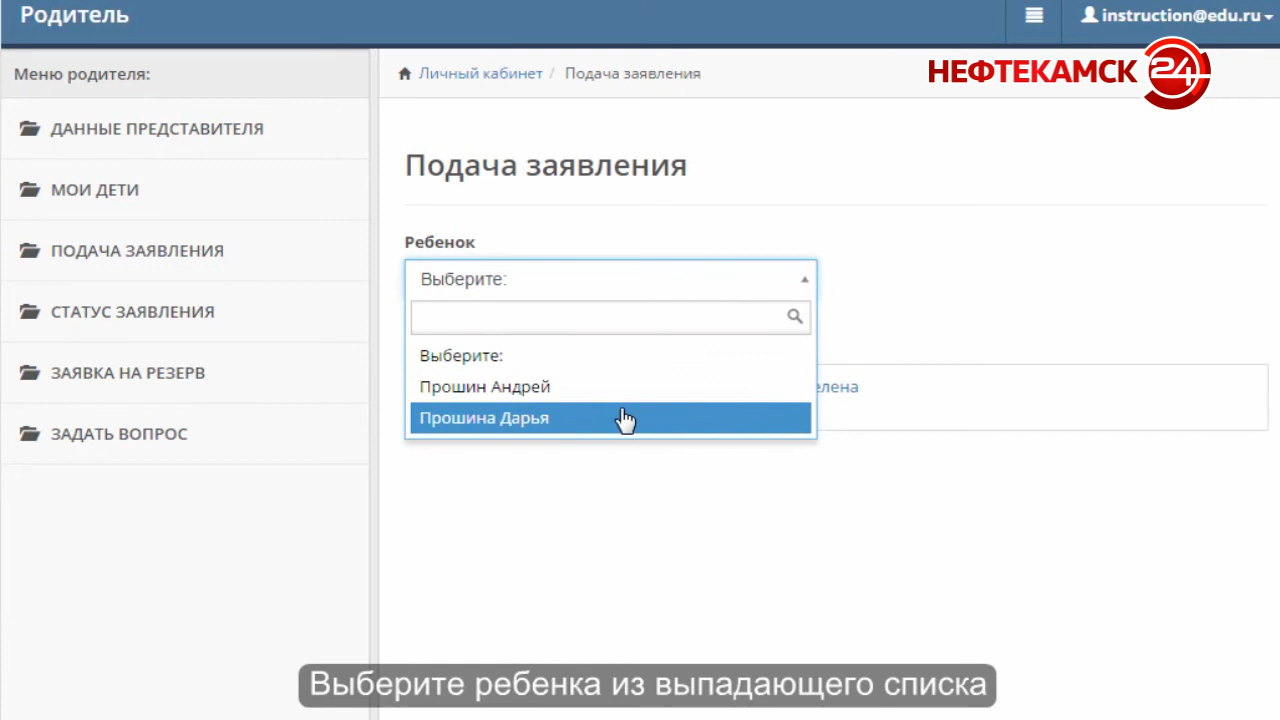 Родитель
instruction@edu.ru
НЕФТЕКАМСК 24
Меню родителя:
Личный кабинет / Подача заявления
ДАННЫЕ ПРЕДСТАВИТЕЛЯ
МОИ ДЕТИ
ПОДАЧА ЗАЯВЛЕНИЯ
СТАТУС ЗАЯВЛЕНИЯ
ЗАЯВКА НА РЕЗЕРВ
ЗАДАТЬ ВОПРОС
Подача заявления
Ребенок
Выберите:
Выберите:
Прошин Андрей
Прошина Дарья
Выберите ребенка из выпадающего списка